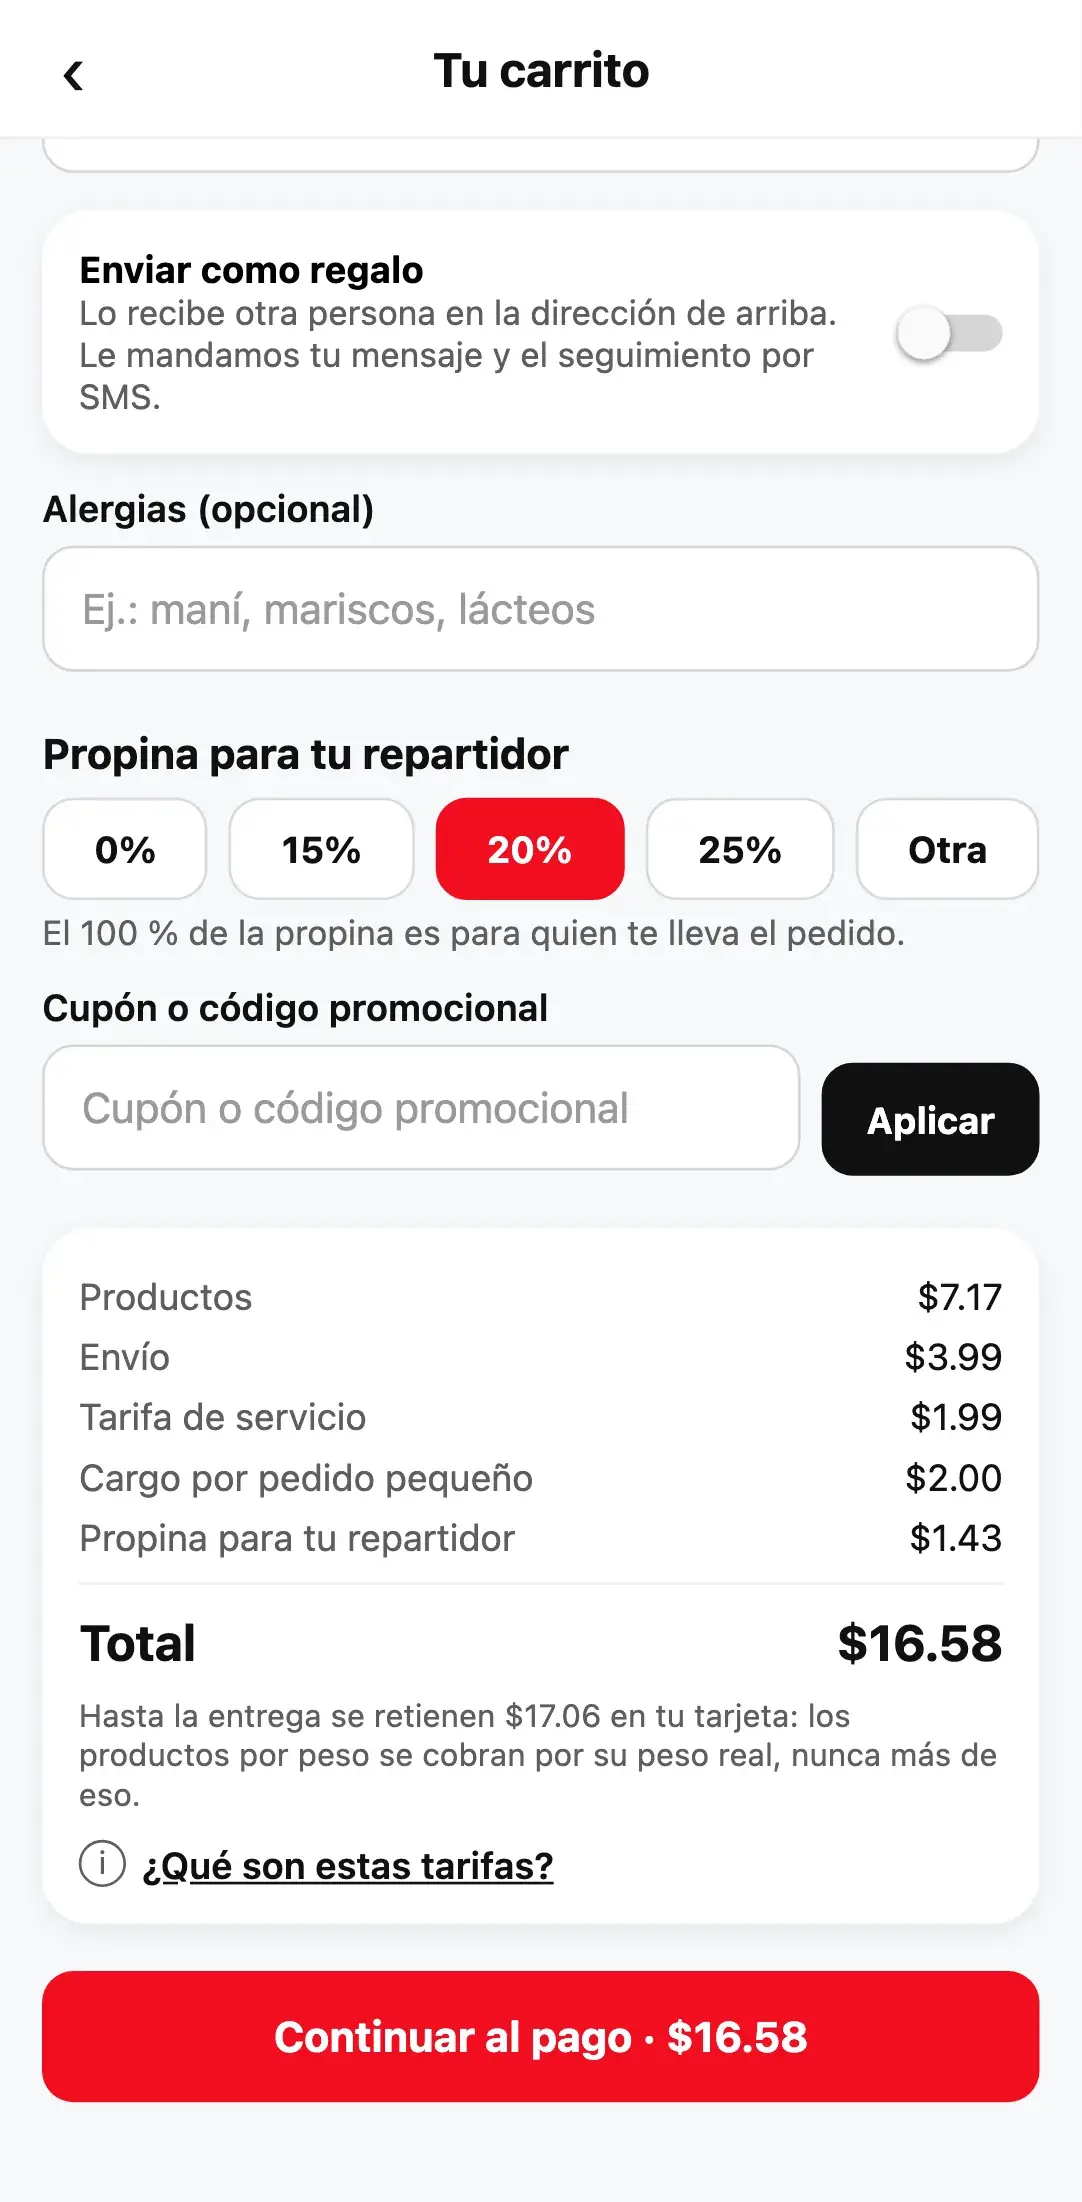 Tu carrito
Enviar como regalo
Lo recibe otra persona en la dirección de arriba.
Le mandamos tu mensaje y el seguimiento por
SMS.
Alergias (opcional)
Ej.: maní, mariscos, lácteos
Propina para tu repartidor
0%
15%
20%
25%
Otra
El 100 % de la propina es para quien te lleva el pedido.
Cupón o código promocional
Cupón o código promocional
Aplicar
Productos $7.17
Envío $3.99
Tarifa de servicio $1.99
Cargo por pedido pequeño $2.00
Propina para tu repartidor $1.43
Total $16.58
Hasta la entrega se retienen $17.06 en tu tarjeta: los
productos por peso se cobran por su peso real, nunca más de
eso.
¿Qué son estas tarifas?
Continuar al pago · $16.58